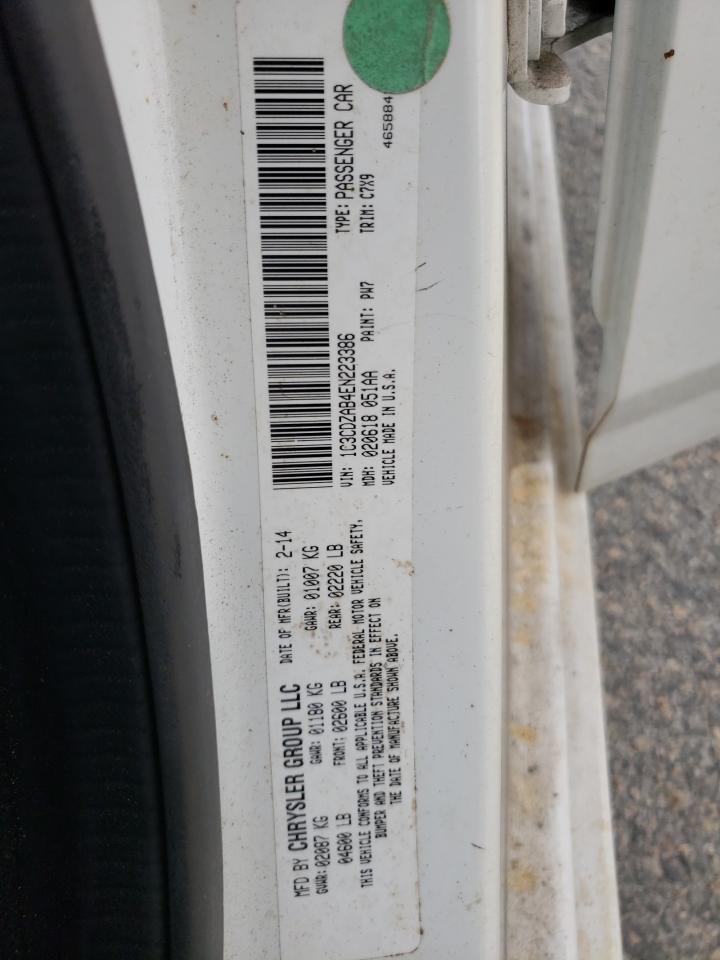 MFD BY CHRYSLER GROUP LLC DATE OF MFR(BUILT): 2-14
GVWR: 02087 KG GAWR: 01180 KG GAWR: 01007 KG
04600 LB FRONT: 02600 LB REAR: 02220 LB
THIS VEHICLE CONFORMS TO ALL APPLICABLE U.S.A. FEDERAL MOTOR VEHICLE SAFETY,
BUMPER AND THEFT PREVENTION STANDARDS IN EFFECT ON
THE DATE OF MANUFACTURE SHOWN ABOVE.
VIN: 1C3CDZAB4EN223386 TYPE: PASSENGER CAR
MDH: 020618 051AA PAINT: PW7 TRIM: C7X9
VEHICLE MADE IN U.S.A.